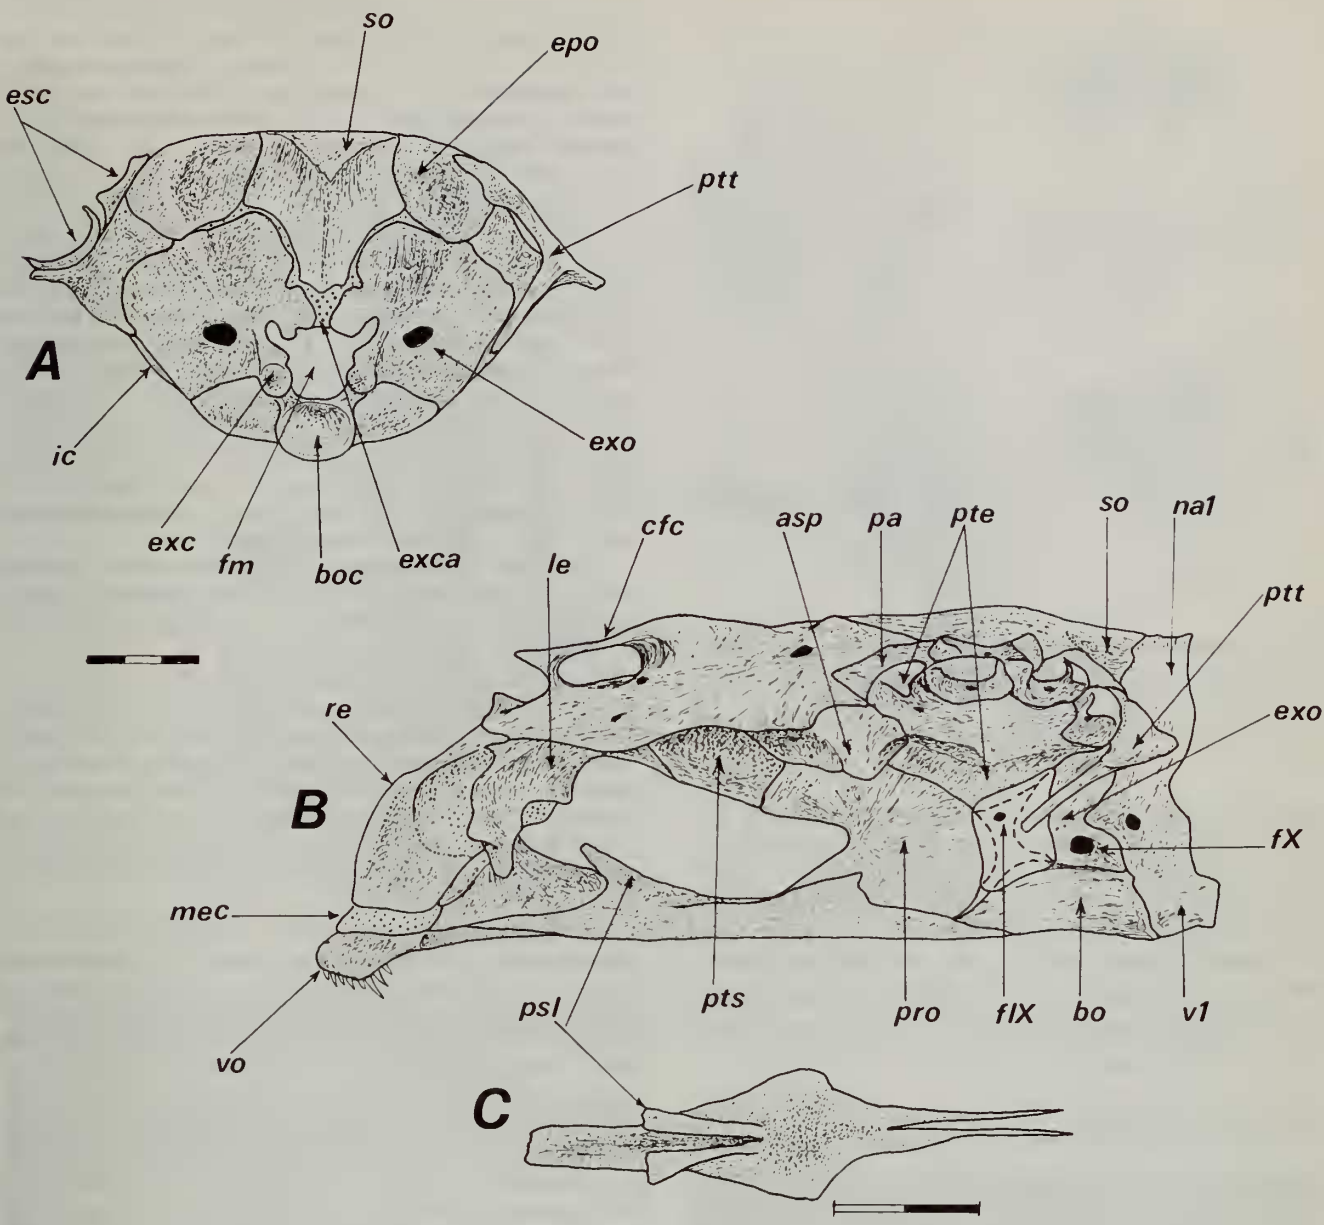 so
epo
esc
ptt
A
ic
exo
exc
fm
boc
exca
cfc
asp
pa
pte
so
na1
le
ptt
re
exo
B
fX
mec
psl
pts
pro
fIX
bo
v1
vo
C